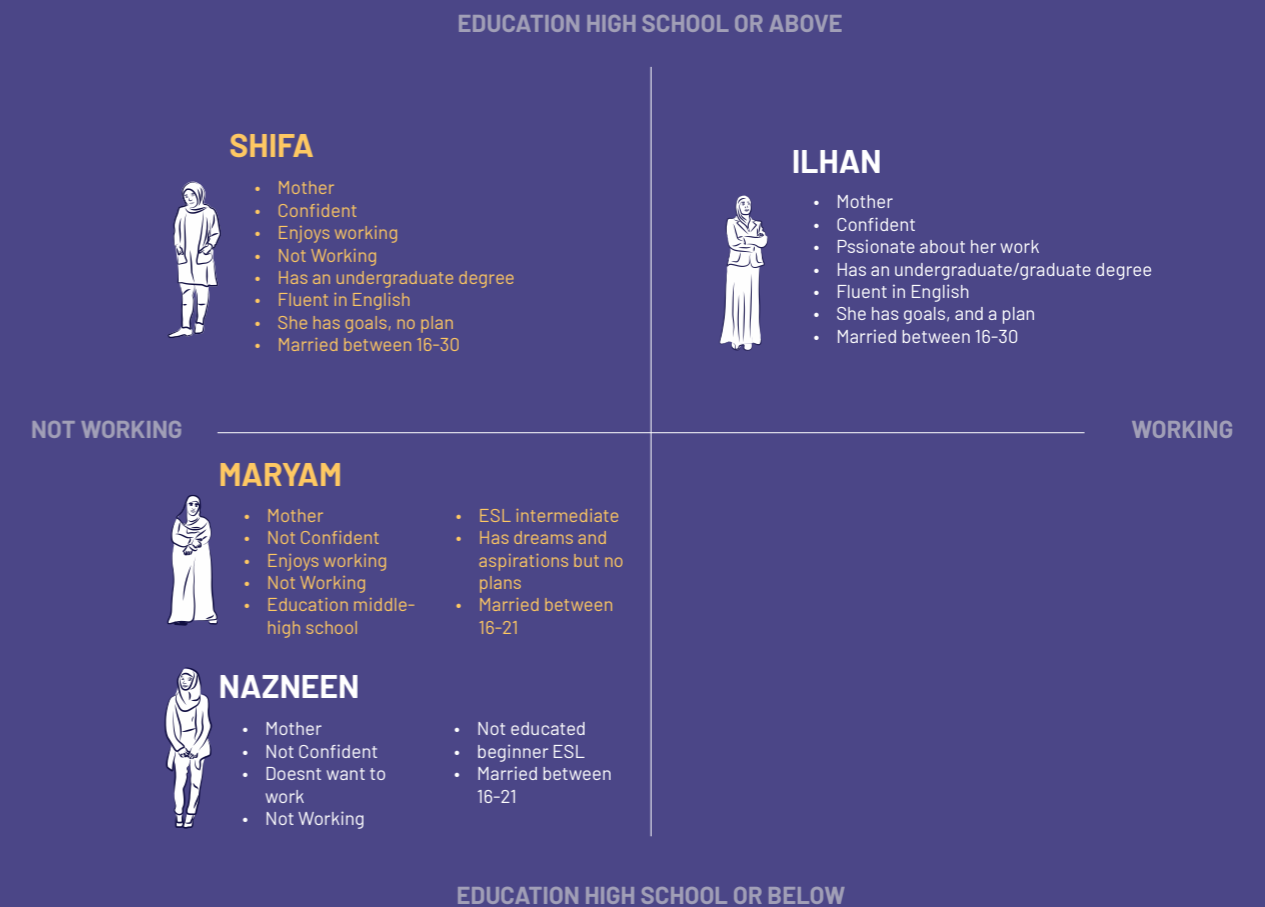 EDUCATION HIGH SCHOOL OR ABOVE
SHIFA
• Mother
• Confident
• Enjoys working
• Not Working
• Has an undergraduate degree
• Fluent in English
• She has goals, no plan
• Married between 16-30
ILHAN
• Mother
• Confident
• Pssionate about her work
• Has an undergraduate/graduate degree
• Fluent in English
• She has goals, and a plan
• Married between 16-30
NOT WORKING
WORKING
MARYAM
• Mother
• Not Confident
• Enjoys working
• Not Working
• Education middle-
high school
• ESL intermediate
• Has dreams and
aspirations but no
plans
• Married between
16-21
NAZNEEN
• Mother
• Not Confident
• Doesnt want to
work
• Not Working
• Not educated
• beginner ESL
• Married between
16-21
EDUCATION HIGH SCHOOL OR BELOW